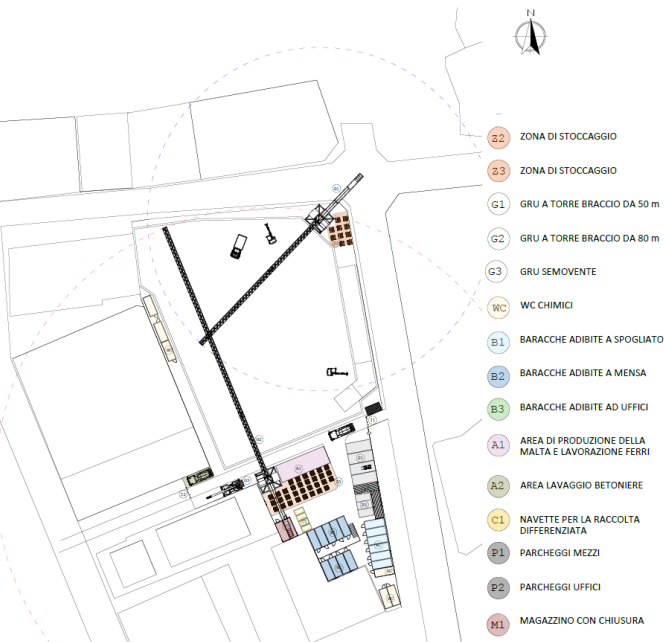 N
Z2 ZONA DI STOCCAGGIO
Z3 ZONA DI STOCCAGGIO
G1 GRU A TORRE BRACCIO DA 50 m
G2 GRU A TORRE BRACCIO DA 80 m
G3 GRU SEMOVENTE
WC WC CHIMICI
B1 BARACCHE ADIBITE A SPOGLIATO
B2 BARACCHE ADIBITE A MENSA
B3 BARACCHE ADIBITE AD UFFICI
A1 AREA DI PRODUZIONE DELLA
MALTA E LAVORAZIONE FERRI
A2 AREA LAVAGGIO BETONIERE
C1 NAVETTE PER LA RACCOLTA
DIFFERENZIATA
P1 PARCHEGGI MEZZI
P2 PARCHEGGI UFFICI
M1 MAGAZZINO CON CHIUSURA